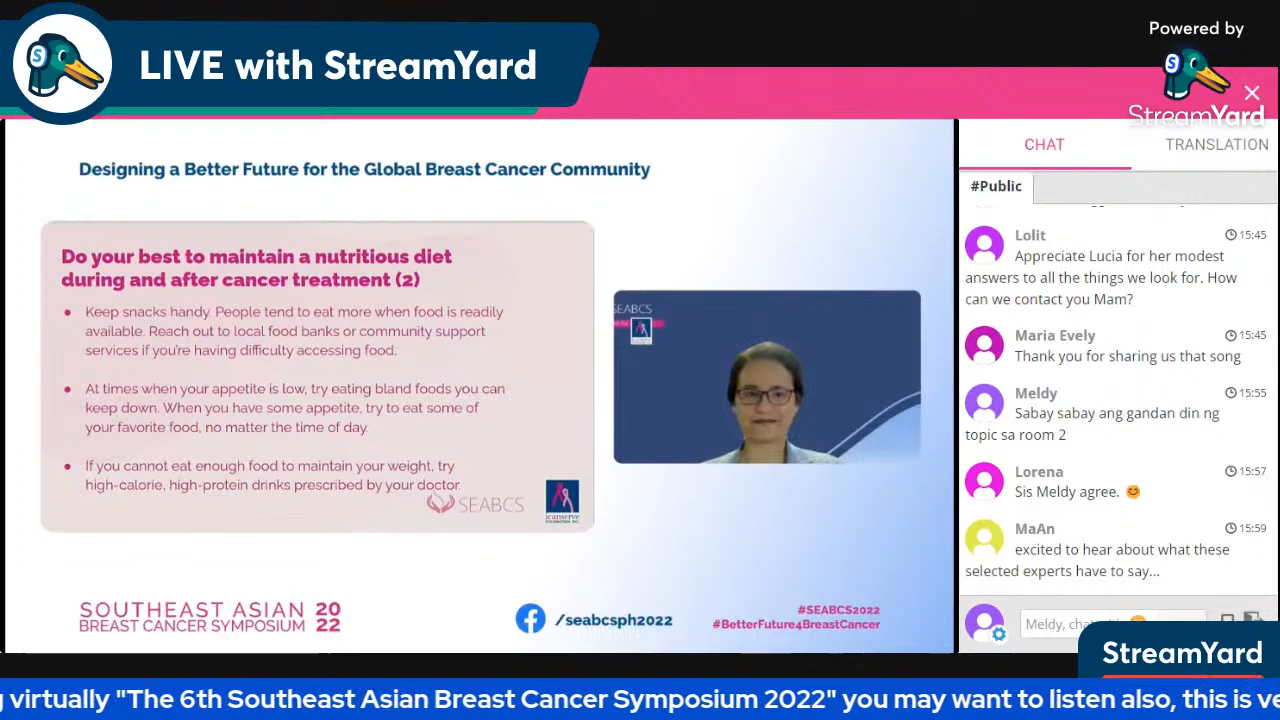 LIVE with StreamYard
Powered by
StreamYard
Designing a Better Future for the Global Breast Cancer Community
Do your best to maintain a nutritious diet
during and after cancer treatment (2)
Keep snacks handy. People tend to eat more when food is readily
available. Reach out to local food banks or community support
services if you're having difficulty accessing food.
At times when your appetite is low, try eating bland foods you can
keep down. When you have some appetite, try to eat some of
your favorite food, no matter the time of day.
If you cannot eat enough food to maintain your weight, try
high-calorie, high-protein drinks prescribed by your doctor.
SEABCS
icanserve
FOUNDATION INC.
SEABCS
SOUTHEAST ASIAN 20
BREAST CANCER SYMPOSIUM 22
/seabcsph2022
#SEABCS2022
#BetterFuture4BreastCancer
CHAT TRANSLATION
#Public
Lolit 15:45
Appreciate Lucia for her modest
answers to all the things we look for. How
can we contact you Mam?
Maria Evely 15:45
Thank you for sharing us that song
Meldy 15:55
Sabay sabay ang gandan din ng
topic sa room 2
Lorena 15:57
Sis Meldy agree.
MaAn 15:59
excited to hear about what these
selected experts have to say...
Meldy,
StreamYard
virtually "The 6th Southeast Asian Breast Cancer Symposium 2022" you may want to listen also, this is ve